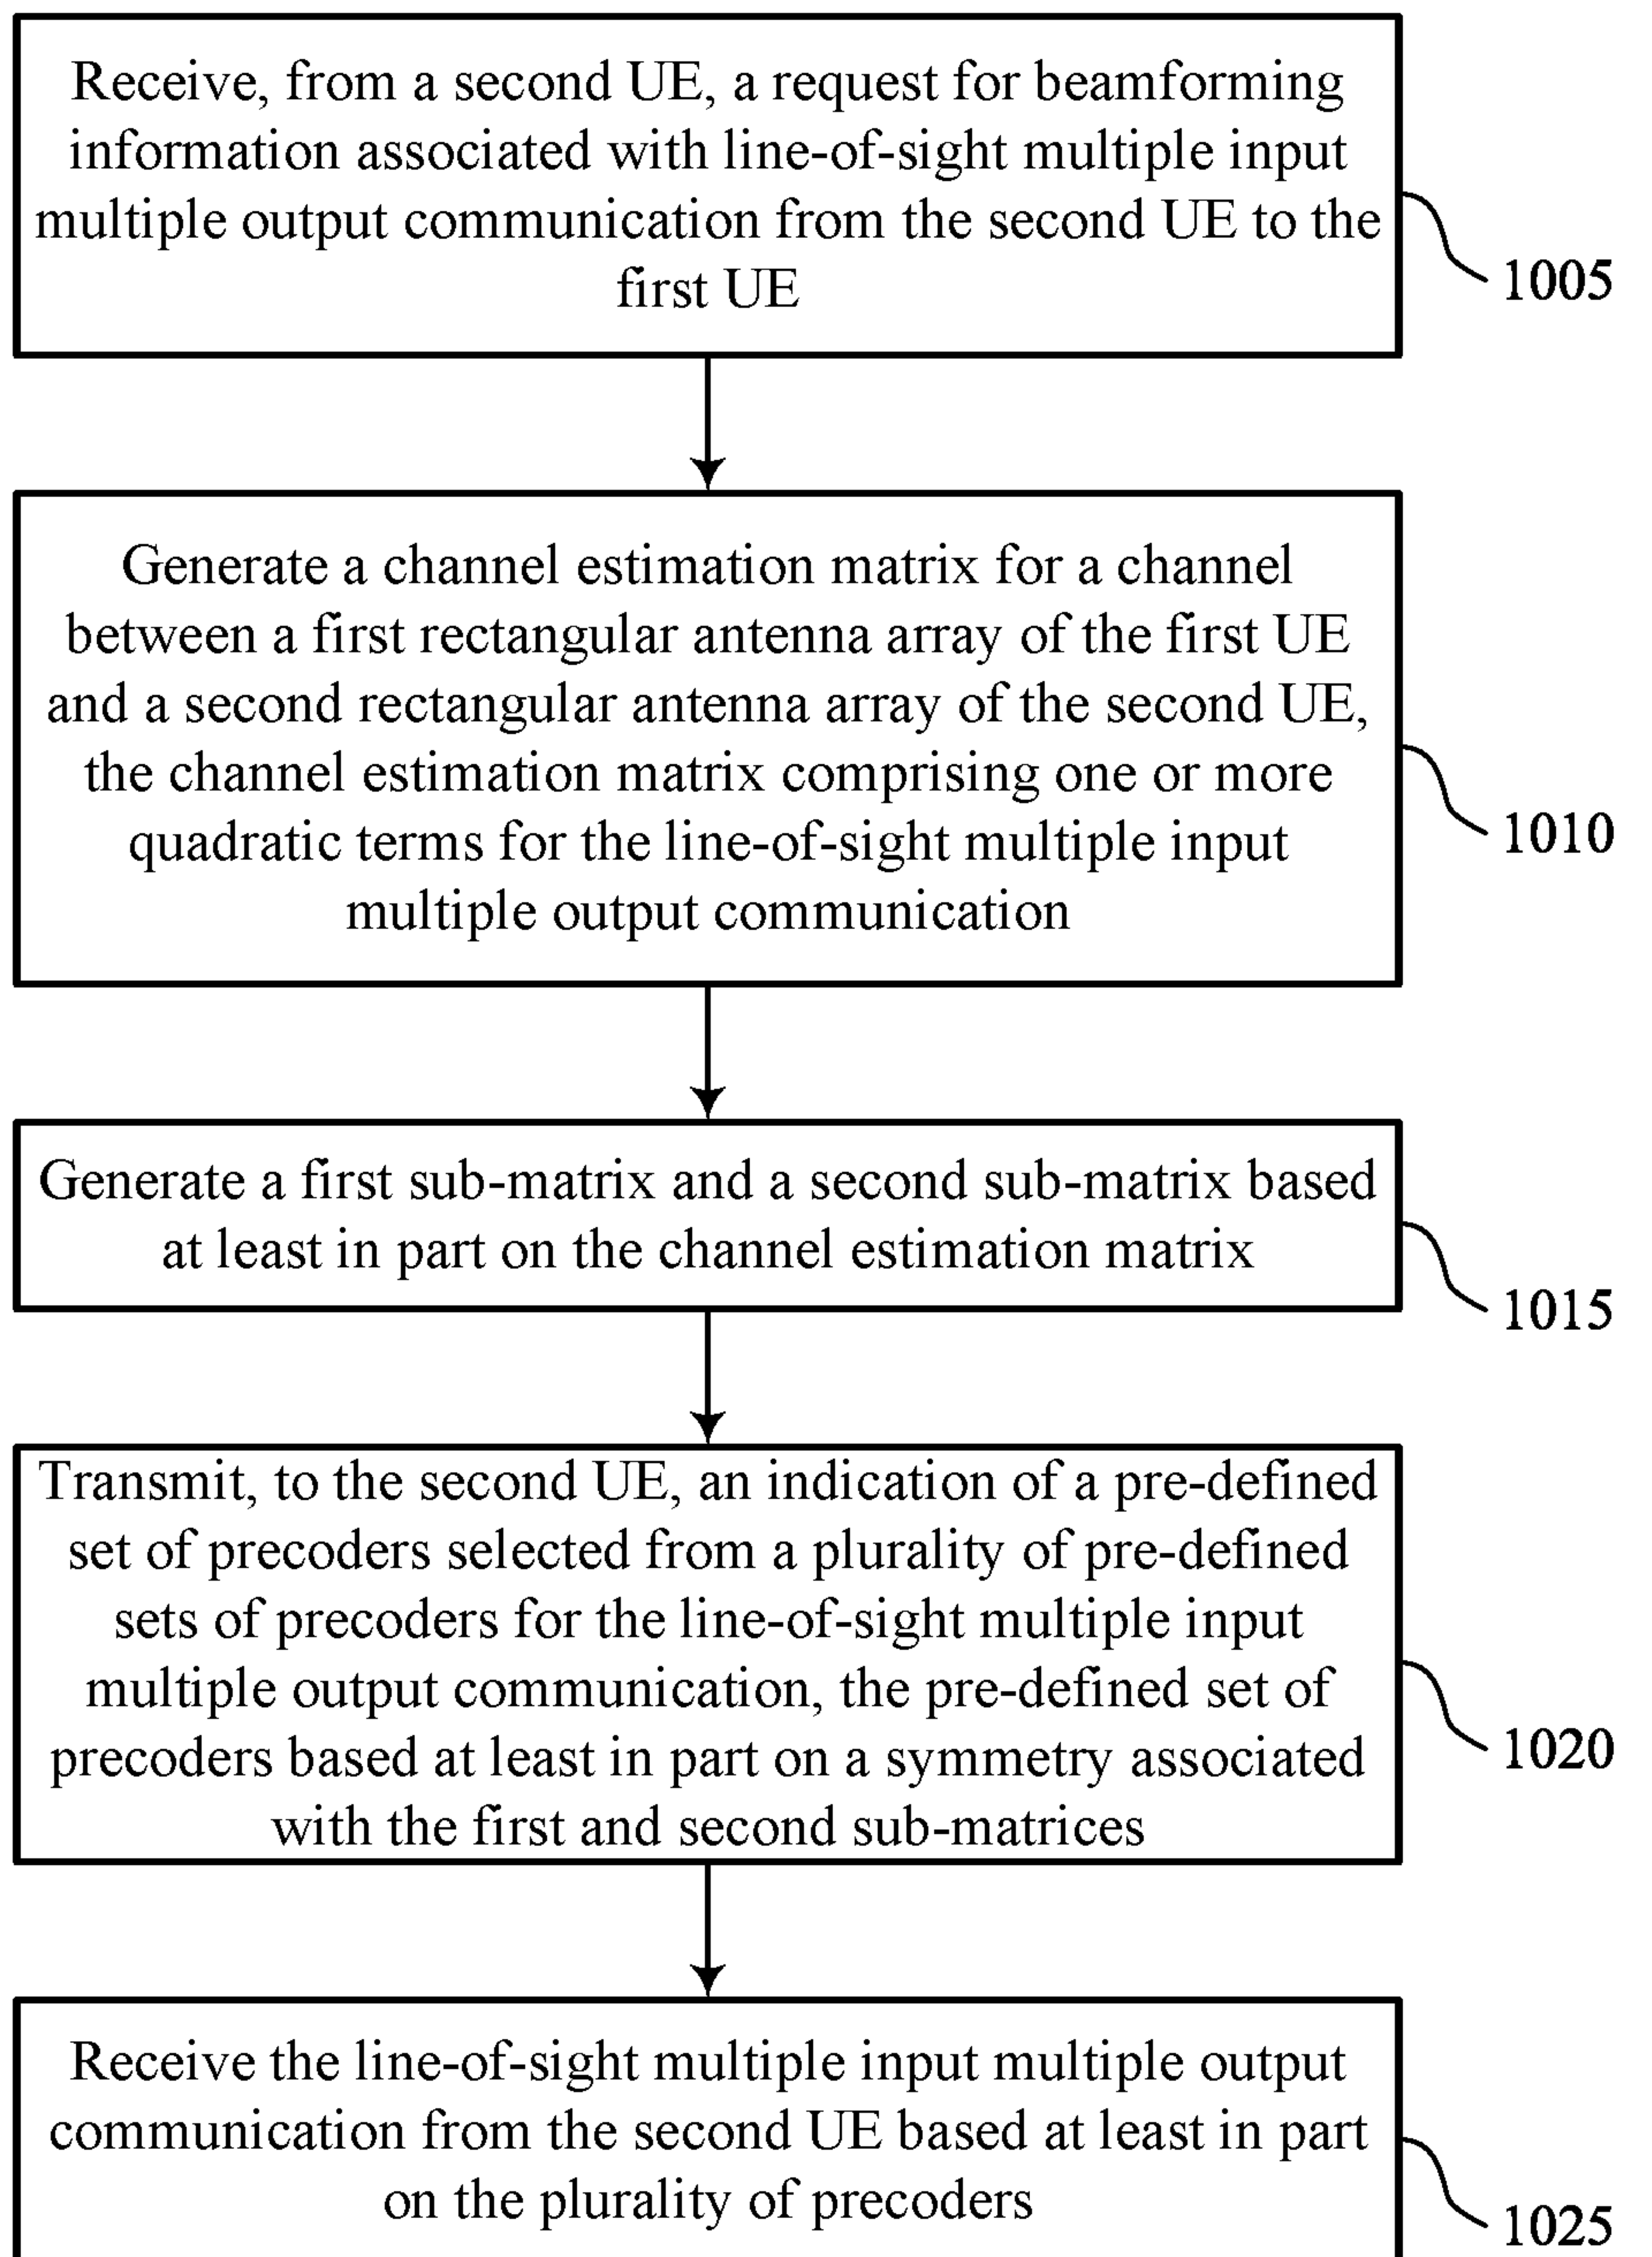 Receive, from a second UE, a request for beamforming
information associated with line-of-sight multiple input
multiple output communication from the second UE to the
first UE
1005
Generate a channel estimation matrix for a channel
between a first rectangular antenna array of the first UE
and a second rectangular antenna array of the second UE,
the channel estimation matrix comprising one or more
quadratic terms for the line-of-sight multiple input
multiple output communication
1010
Generate a first sub-matrix and a second sub-matrix based
at least in part on the channel estimation matrix
1015
Transmit, to the second UE, an indication of a pre-defined
set of precoders selected from a plurality of pre-defined
sets of precoders for the line-of-sight multiple input
multiple output communication, the pre-defined set of
precoders based at least in part on a symmetry associated
with the first and second sub-matrices
1020
Receive the line-of-sight multiple input multiple output
communication from the second UE based at least in part
on the plurality of precoders
1025